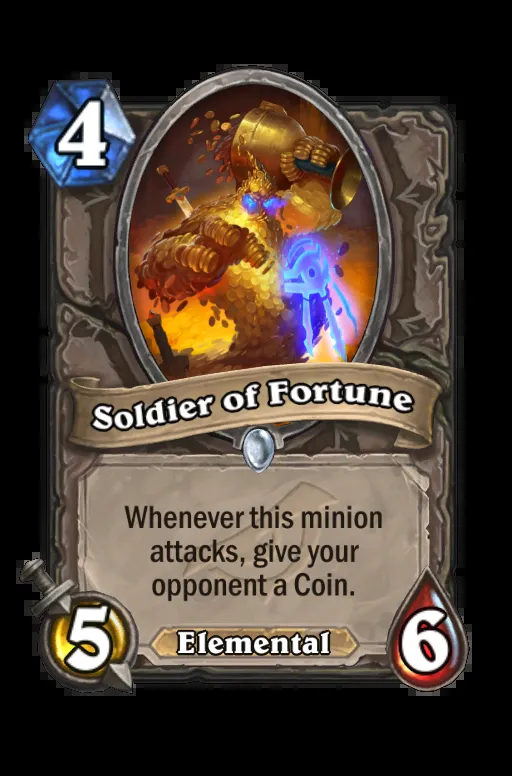 4
Soldier of Fortune
Whenever this minion
attacks, give your
opponent a Coin.
5
Elemental
6